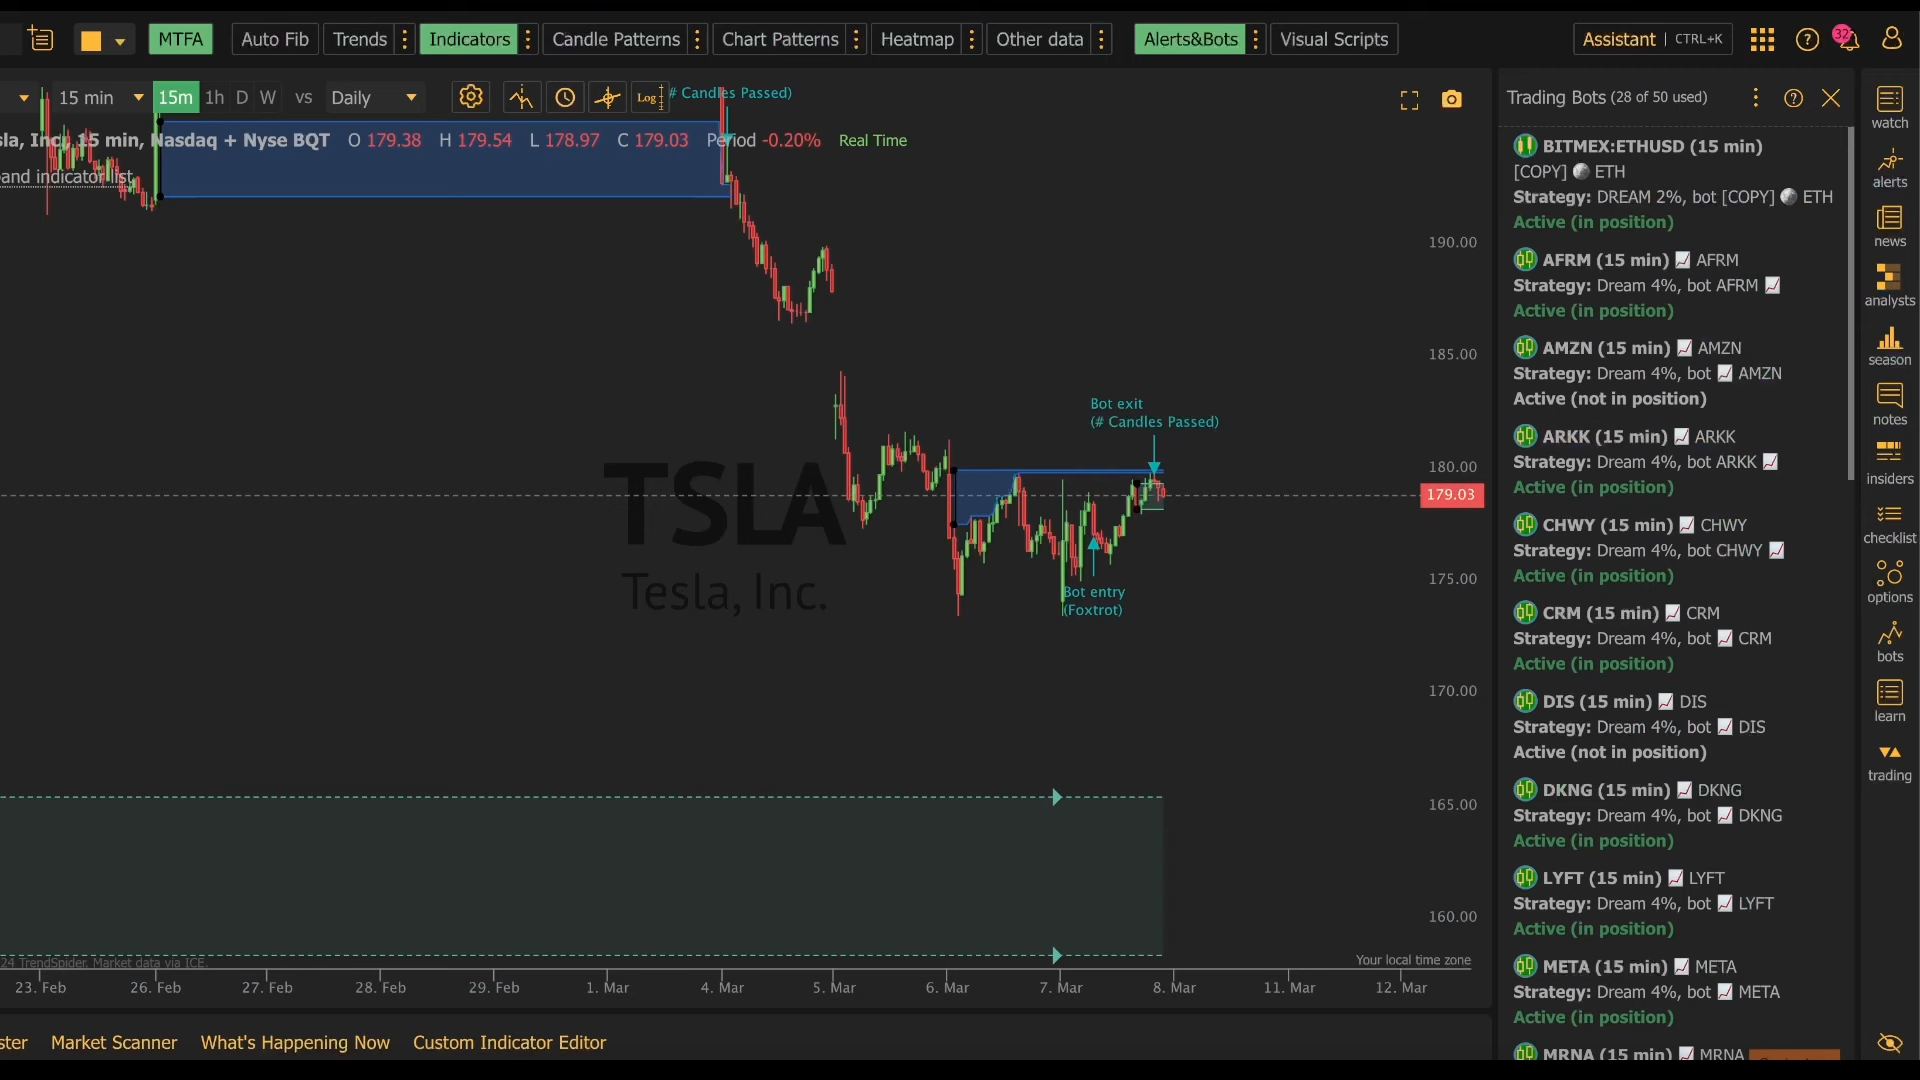 MTFA
Auto Fib
Trends
Indicators
Candle Patterns
Chart Patterns
Heatmap
Other data
Alerts&Bots
Visual Scripts
Assistant | CTRL+K
32
15 min
15m
1h
D
W
vs
Daily
Log
# Candles Passed)
sla, Inc., 15 min, Nasdaq + Nyse BQT O 179.38 H 179.54 L 178.97 C 179.03 Period -0.20% Real Time
and indicator list
190.00
185.00
180.00
179.03
175.00
170.00
165.00
160.00
TSLA
Tesla, Inc.
Bot exit
(# Candles Passed)
Bot entry
(Foxtrot)
24 TrendSpider. Market data via ICE.
Your local time zone
23. Feb
26. Feb
27. Feb
28. Feb
29. Feb
1. Mar
4. Mar
5. Mar
6. Mar
7. Mar
8. Mar
11. Mar
12. Mar
ster
Market Scanner
What's Happening Now
Custom Indicator Editor
Trading Bots (28 of 50 used)
BITMEX:ETHUSD (15 min)
[COPY] ETH
Strategy: DREAM 2%, bot [COPY] ETH
Active (in position)
AFRM (15 min) AFRM
Strategy: Dream 4%, bot AFRM
Active (in position)
AMZN (15 min) AMZN
Strategy: Dream 4%, bot AMZN
Active (not in position)
ARKK (15 min) ARKK
Strategy: Dream 4%, bot ARKK
Active (in position)
CHWY (15 min) CHWY
Strategy: Dream 4%, bot CHWY
Active (in position)
CRM (15 min) CRM
Strategy: Dream 4%, bot CRM
Active (in position)
DIS (15 min) DIS
Strategy: Dream 4%, bot DIS
Active (not in position)
DKNG (15 min) DKNG
Strategy: Dream 4%, bot DKNG
Active (in position)
LYFT (15 min) LYFT
Strategy: Dream 4%, bot LYFT
Active (in position)
META (15 min) META
Strategy: Dream 4%, bot META
Active (in position)
MRNA (15 min) MRNA
watch
alerts
news
analysts
season
notes
insiders
checklist
options
bots
learn
trading